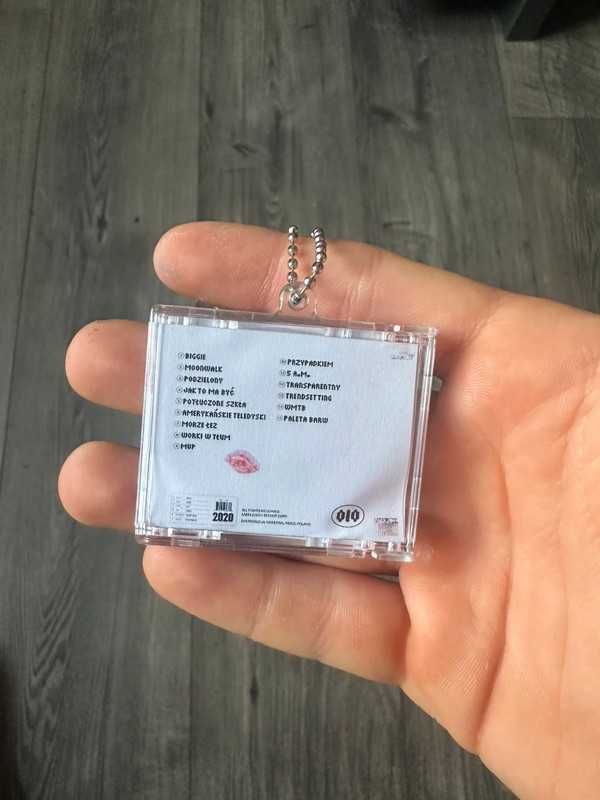 BIGGIE
MOONWALK
PODZIELONY
JAK TO MA BYĆ
POTŁUCZONE SZKŁA
AMERYKAŃSKIE TELEDYSKI
MORZE ŁEZ
WORKI W TŁUM
MVP
PRZYPADKIEM
5 A.M.
TRANSPARENTNY
TRENDSETTING
WMTB
PALETA BARW
2020